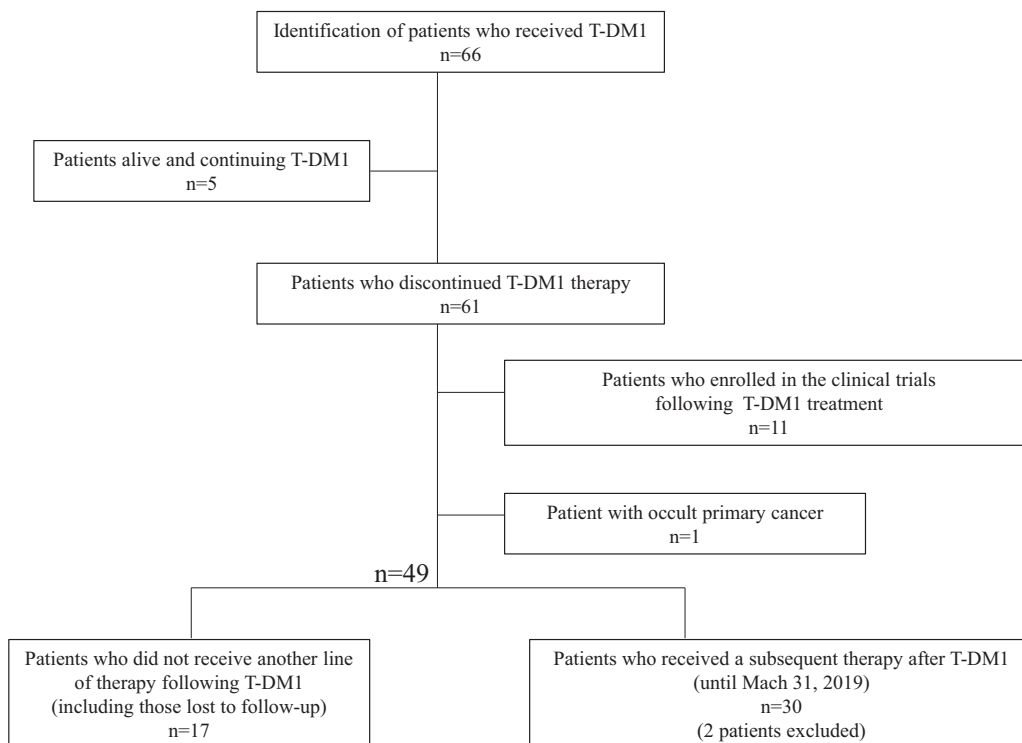 Identification of patients who received T-DM1
n=66
Patients alive and continuing T-DM1
n=5
Patients who discontinued T-DM1 therapy
n=61
Patients who enrolled in the clinical trials
following T-DM1 treatment
n=11
Patient with occult primary cancer
n=1
n=49
Patients who did not receive another line
of therapy following T-DM1
(including those lost to follow-up)
n=17
Patients who received a subsequent therapy after T-DM1
(until Mach 31, 2019)
n=30
(2 patients excluded)